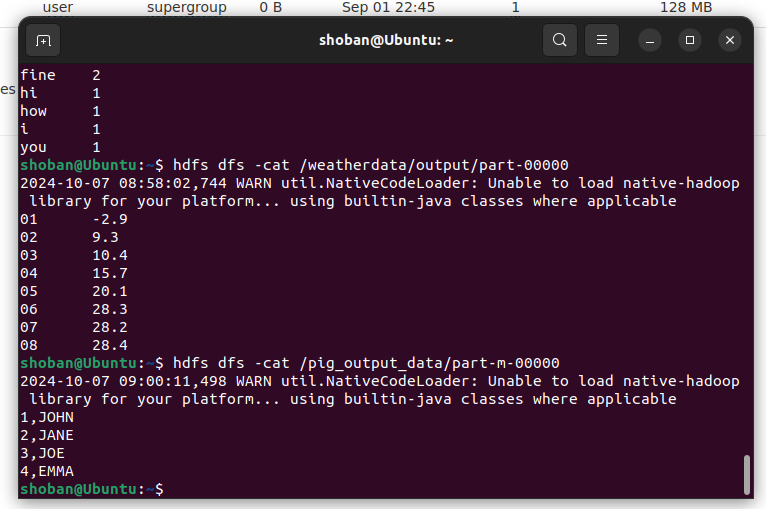 user supergroup 0 B Sep 01 22:45 1 128 MB
shoban@Ubuntu: ~
es
fine 2
hi 1
how 1
i 1
you 1
shoban@Ubuntu:~$ hdfs dfs -cat /weatherdata/output/part-00000
2024-10-07 08:58:02,744 WARN util.NativeCodeLoader: Unable to load native-hadoop
library for your platform... using builtin-java classes where applicable
01 -2.9
02 9.3
03 10.4
04 15.7
05 20.1
06 28.3
07 28.2
08 28.4
shoban@Ubuntu:~$ hdfs dfs -cat /pig_output_data/part-m-00000
2024-10-07 09:00:11,498 WARN util.NativeCodeLoader: Unable to load native-hadoop
library for your platform... using builtin-java classes where applicable
1,JOHN
2,JANE
3,JOE
4,EMMA
shoban@Ubuntu:~$